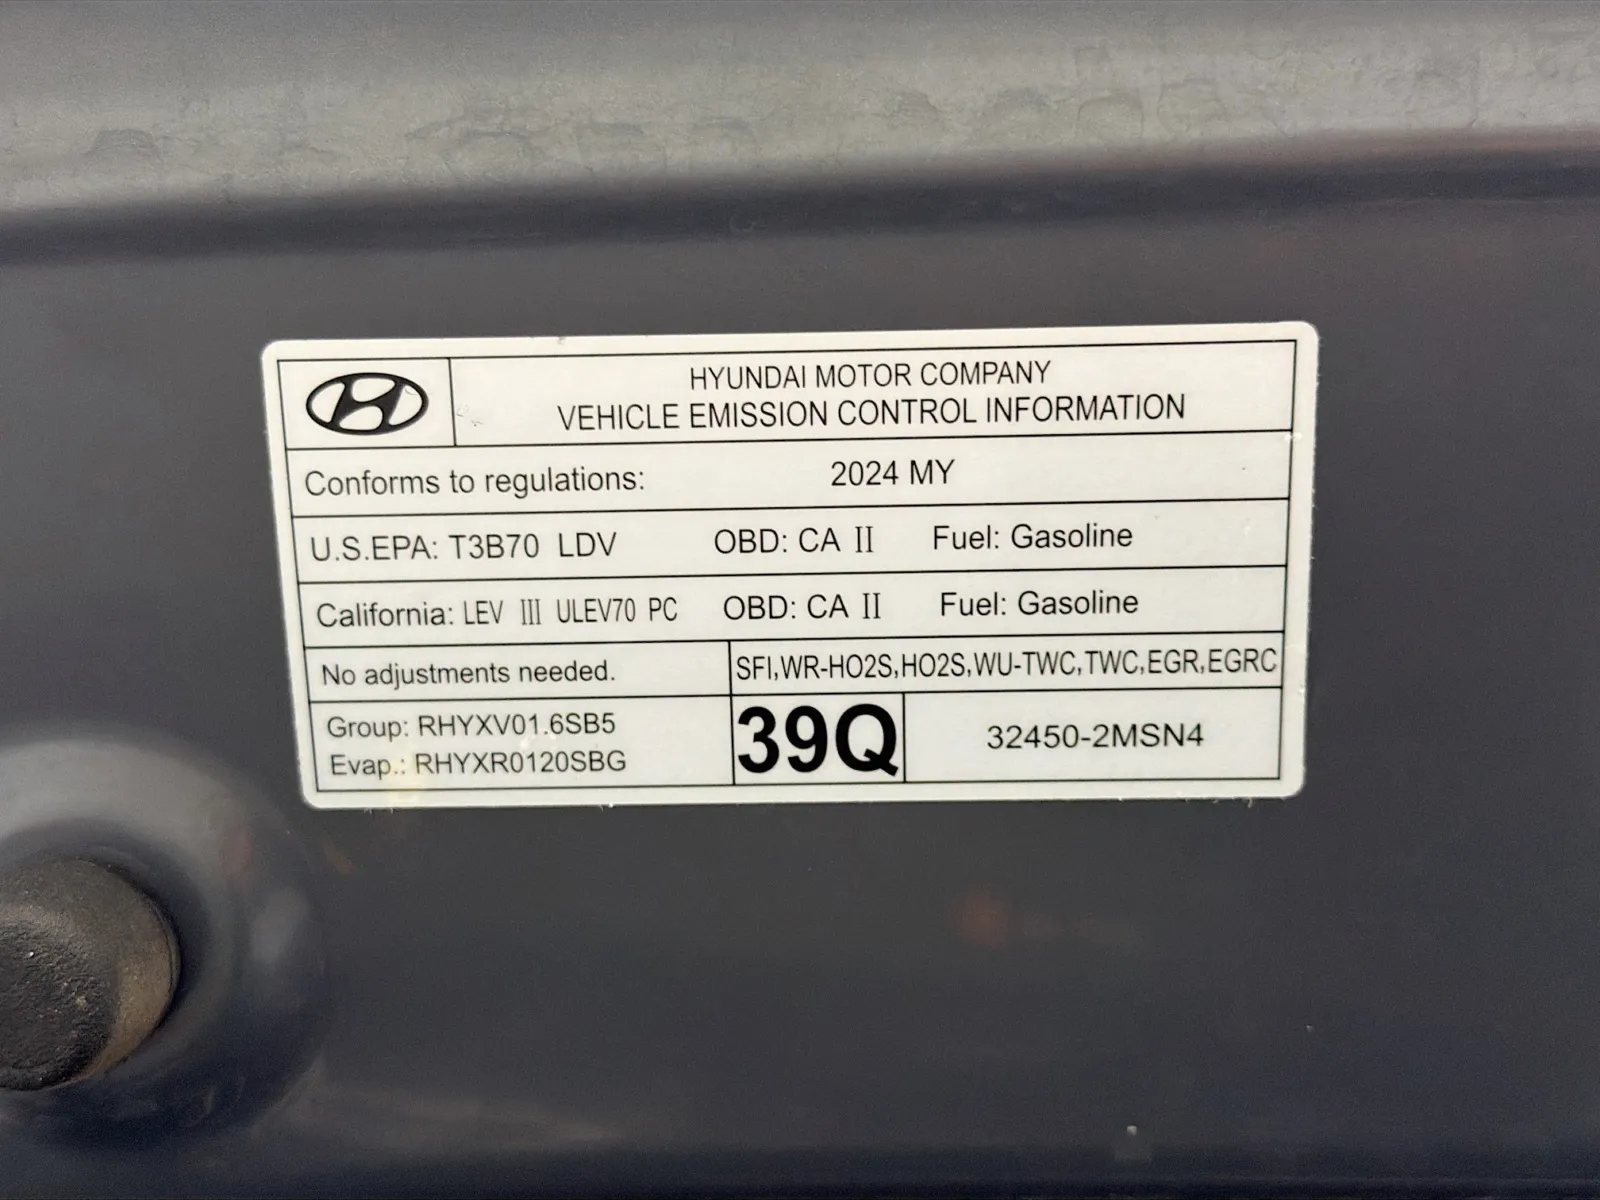 HYUNDAI MOTOR COMPANY
VEHICLE EMISSION CONTROL INFORMATION
Conforms to regulations: 2024 MY
U.S.EPA: T3B70 LDV OBD: CA II Fuel: Gasoline
California: LEV III ULEV70 PC OBD: CA II Fuel: Gasoline
No adjustments needed. SFI,WR-HO2S,HO2S,WU-TWC,TWC,EGR,EGRC
Group: RHYXV01.6SB5
Evap.: RHYXR0120SBG
39Q
32450-2MSN4